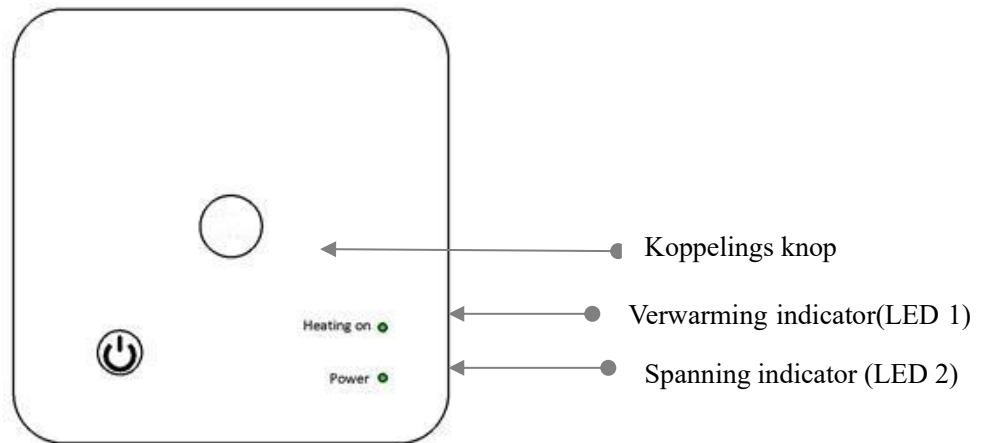 Koppelings knop
Heating on
Verwarming indicator(LED 1)
Power
Spanning indicator (LED 2)